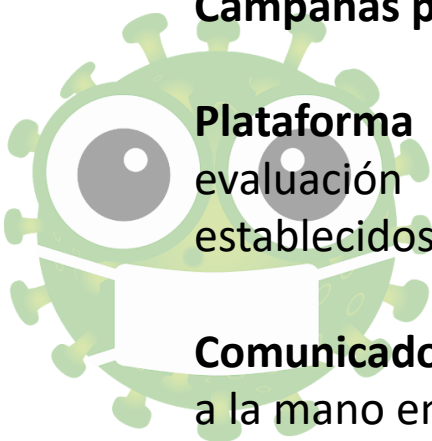 Campañas p
Plataforma
evaluación
establecidos
Comunicado
a la mano en